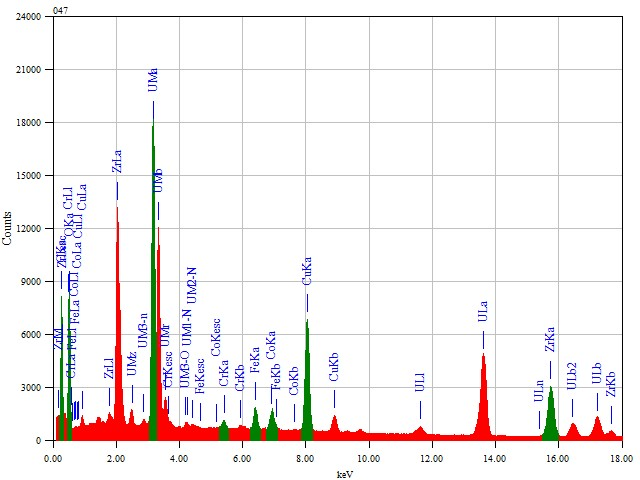 047
24000
21000
18000
15000
12000
9000
6000
3000
0
Counts
0.00 2.00 4.00 6.00 8.00 10.00 12.00 14.00 16.00 18.00
keV
ZrM
OKa CrLl
CrLa FeLl FeLa CoLl CoLa CuLl CuLa
ZrLl
ZrLa
UMz
UM3-n
UMa
UMb
UMr
CrKesc
UM3-O UM1-N
UM2-N
FeKesc
CoKesc
CrKa
CrKb
FeKa
CoKa
FeKb
CoKb
CuKa
CuKb
ULl
ULa
ULn
ZrKa
ULb2
ULb
ZrKb